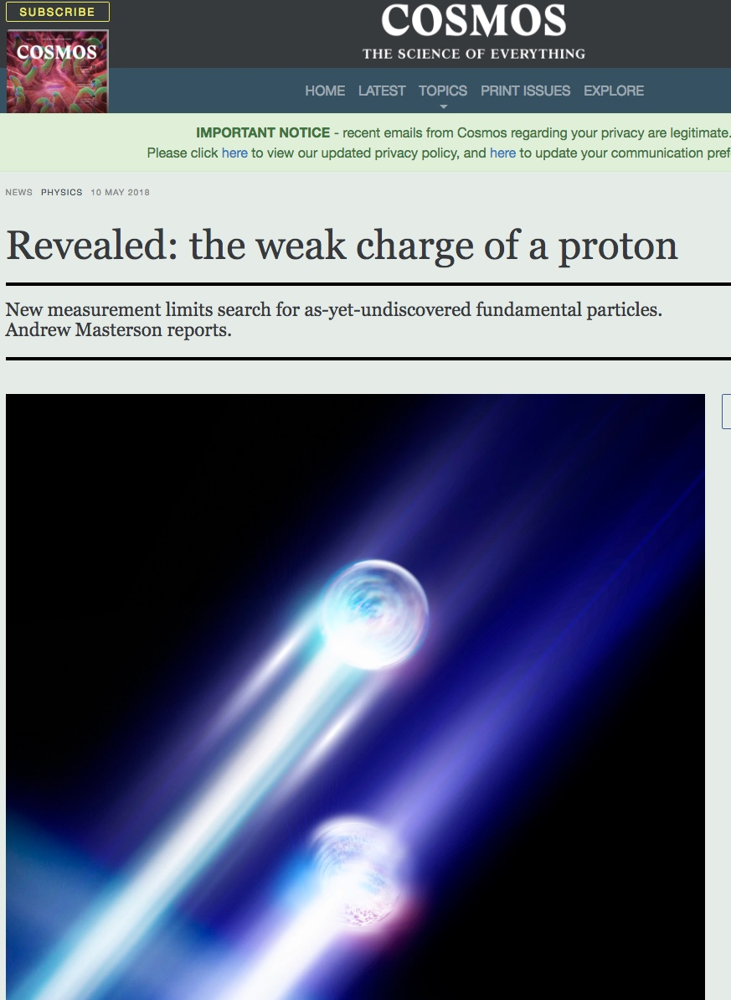 SUBSCRIBE
COSMOS
COSMOS
THE SCIENCE OF EVERYTHING
HOME LATEST TOPICS PRINT ISSUES EXPLORE
IMPORTANT NOTICE - recent emails from Cosmos regarding your privacy are legitimate.
Please click here to view our updated privacy policy, and here to update your communication pref
NEWS PHYSICS 10 MAY 2018
Revealed: the weak charge of a proton
New measurement limits search for as-yet-undiscovered fundamental particles.
Andrew Masterson reports.